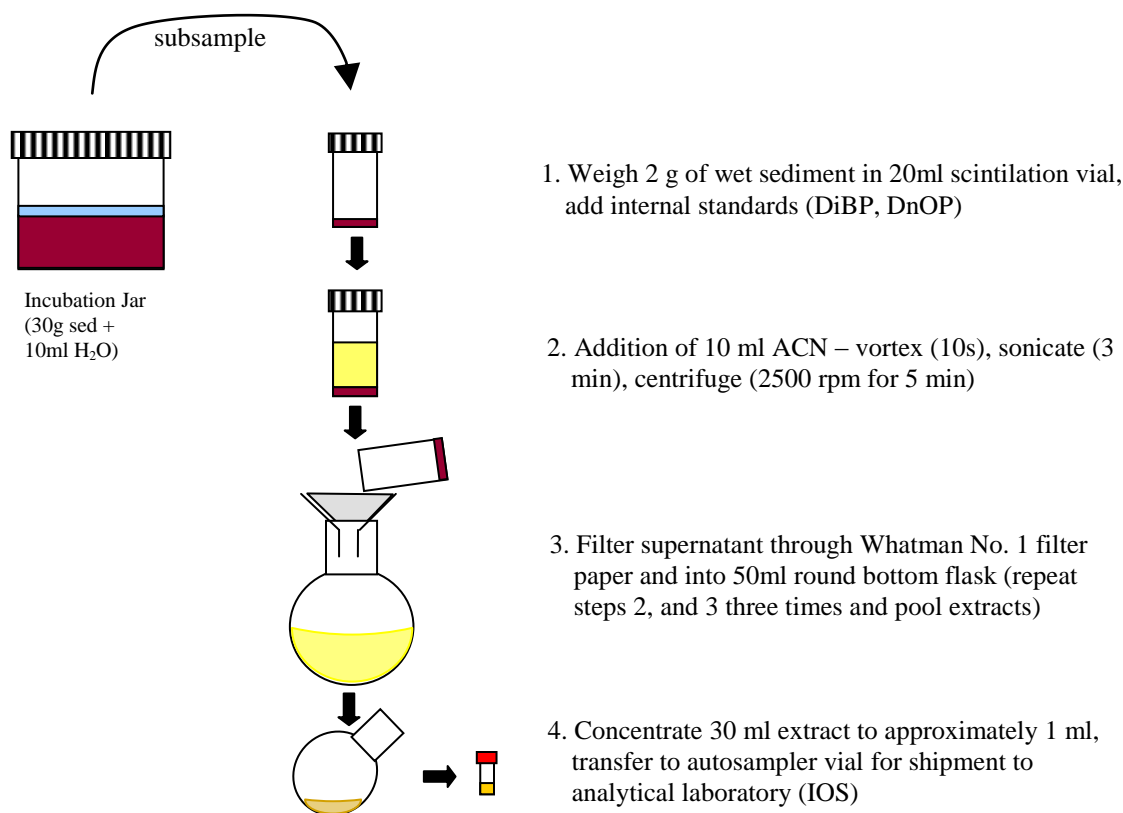 subsample
1. Weigh 2 g of wet sediment in 20ml scintilation vial,
add internal standards (DiBP, DnOP)
Incubation Jar
(30g sed +
10ml H₂O)
2. Addition of 10 ml ACN – vortex (10s), sonicate (3
min), centrifuge (2500 rpm for 5 min)
3. Filter supernatant through Whatman No. 1 filter
paper and into 50ml round bottom flask (repeat
steps 2, and 3 three times and pool extracts)
4. Concentrate 30 ml extract to approximately 1 ml,
transfer to autosampler vial for shipment to
analytical laboratory (IOS)